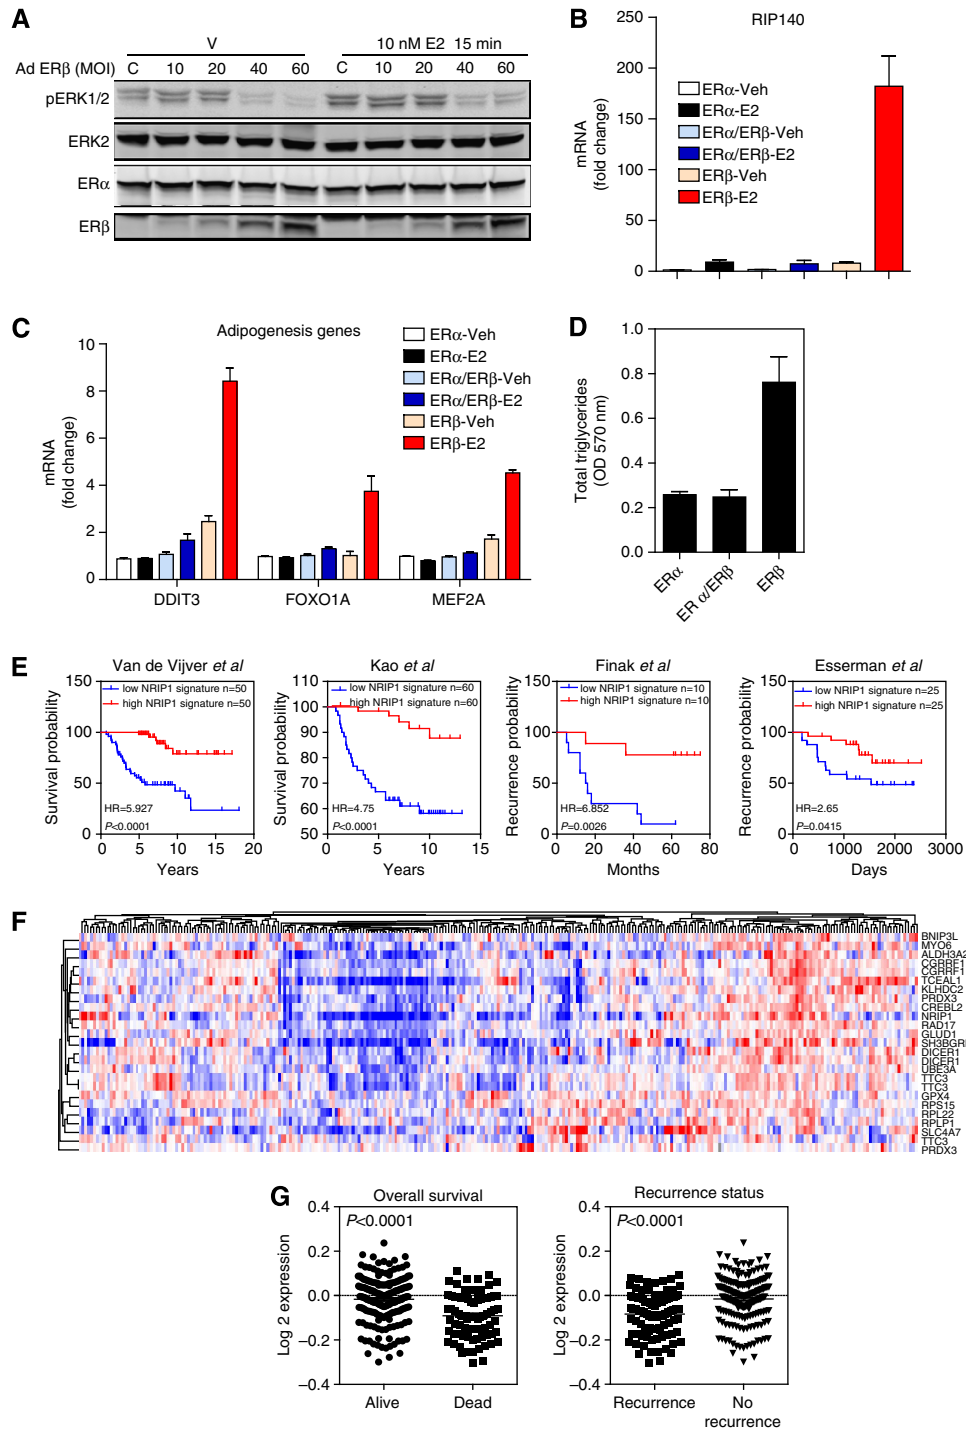 A
V
10 nM E2 15 min
Ad ERβ (MOI) C 10 20 40 60 C 10 20 40 60
pERK1/2
ERK2
ERα
ERβ
B
RIP140
mRNA
(fold change)
250
200
150
100
50
0
ERα-Veh
ERα-E2
ERα/ERβ-Veh
ERα/ERβ-E2
ERβ-Veh
ERβ-E2
C
Adipogenesis genes
mRNA
(fold change)
10
8
6
4
2
0
ERα-Veh
ERα-E2
ERα/ERβ-Veh
ERα/ERβ-E2
ERβ-Veh
ERβ-E2
DDIT3 FOXO1A MEF2A
D
Total triglycerides
(OD 570 nm)
1.0
0.8
0.6
0.4
0.2
0.0
ERα
ER α/ERβ
ERβ
E
Van de Vijver et al
Survival probability
150
100
50
0
low NRIP1 signature n=50
high NRIP1 signature n=50
HR=5.927
P<0.0001
0 5 10 15 20
Years
Kao et al
Survival probability
110
100
90
80
70
60
50
low NRIP1 signature n=60
high NRIP1 signature n=60
HR=4.75
P<0.0001
0 5 10 15
Years
Finak et al
Recurrence probability
150
100
50
0
low NRIP1 signature n=10
high NRIP1 signature n=10
HR=6.852
P=0.0026
0 20 40 60 80
Months
Esserman et al
Recurrence probability
150
100
50
0
low NRIP1 signature n=25
high NRIP1 signature n=25
HR=2.65
P=0.0415
0 1000 2000 3000
Days
F
BNIP3L
MYO6
ALDH3A2
CGRRF1
CGRRF1
TCEAL1
KLHDC2
PRDX3
CREBL2
NRIP1
RAD17
GLUD1
SH3BGRL
DICER1
DICER1
UBE3A
TTC3
TTC3
GPX4
RPS15
RPL22
RPLP1
SLC4A7
TTC3
PRDX3
G
Overall survival
P<0.0001
Log 2 expression
0.4
0.2
0.0
−0.2
−0.4
Alive Dead
Recurrence status
P<0.0001
Log 2 expression
0.4
0.2
0.0
−0.2
−0.4
Recurrence No
recurrence